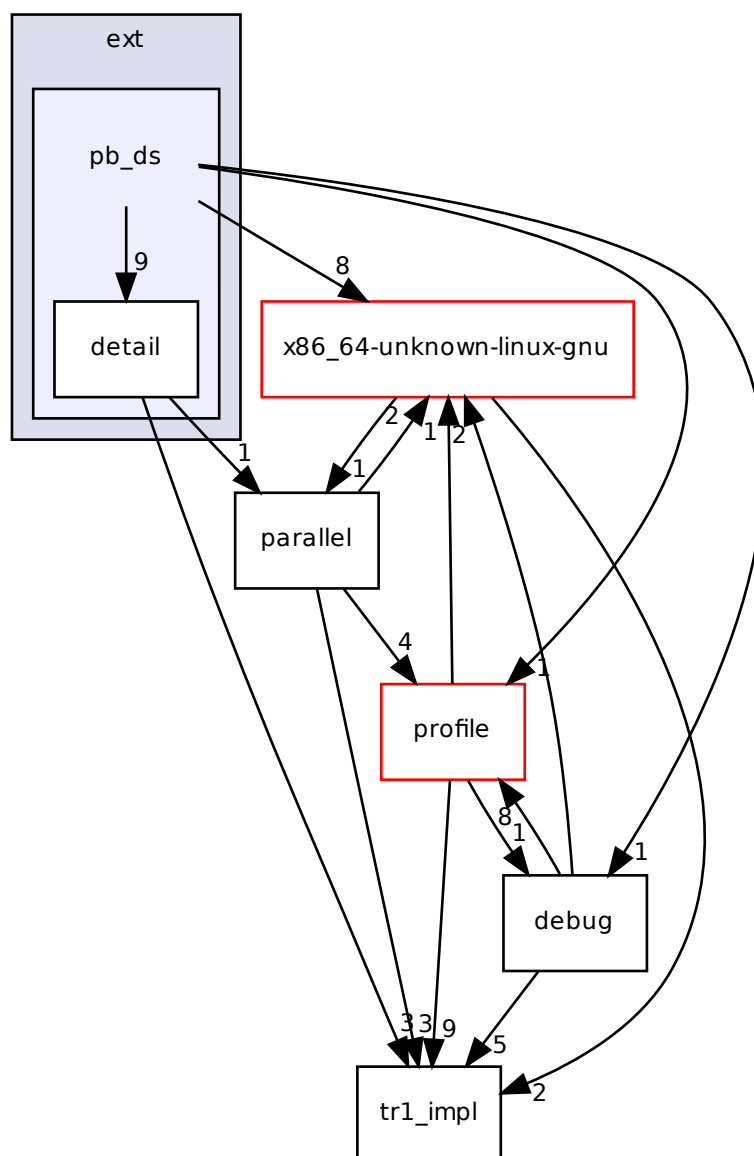 ext
pb_ds
9
8
detail
x86_64-unknown-linux-gnu
2
1
2
1
1
parallel
4
1
profile
8
1
1
debug
3
3
9
5
2
tr1_impl